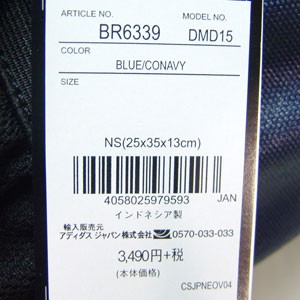 ARTICLE NO. MODEL NO.
BR6339 DMD15
COLOR
BLUE/CONAVY
SIZE
NS(25x35x13cm)
4058025979593 JAN
インドネシア製
輸入販売元
アディダス ジャパン株式会社 0570-033-033
3,490円+税
(本体価格)
CSJPNEOV04